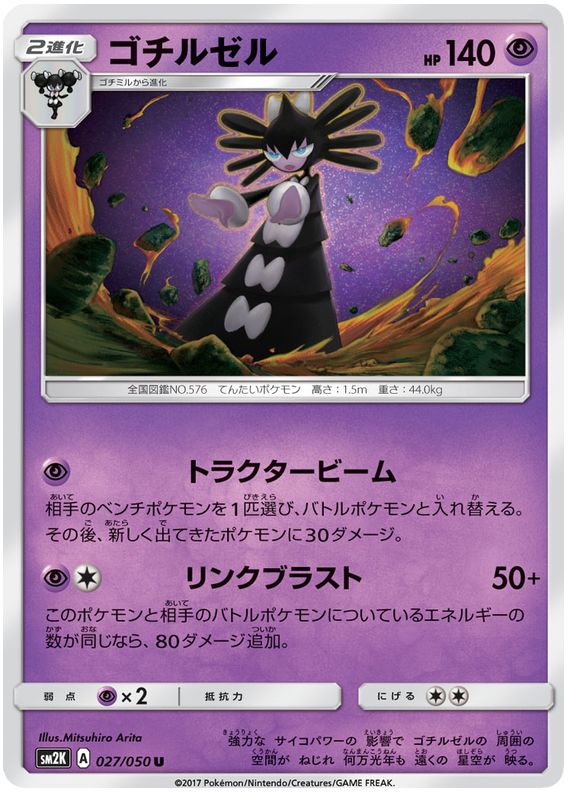 2進化
ゴチルゼル
HP 140
ゴチミルから進化
全国図鑑NO.576 てんたいポケモン 高さ:1.5m 重さ:44.0kg
トラクタービーム
相手のベンチポケモンを1匹選び、バトルポケモンと入れ替える。
その後、新しく出てきたポケモンに30ダメージ。
リンクブラスト 50+
このポケモンと相手のバトルポケモンについているエネルギーの
数が同じなら、80ダメージ追加。
弱点 ×2 抵抗力 にげる
Illus.Mitsuhiro Arita
強力な サイコパワーの 影響で ゴチルゼルの 周囲の
空間が ねじれ 何万光年も 遠くの 星空が 映る。
SM2K A 027/050 U
©2017 Pokémon/Nintendo/Creatures/GAME FREAK.